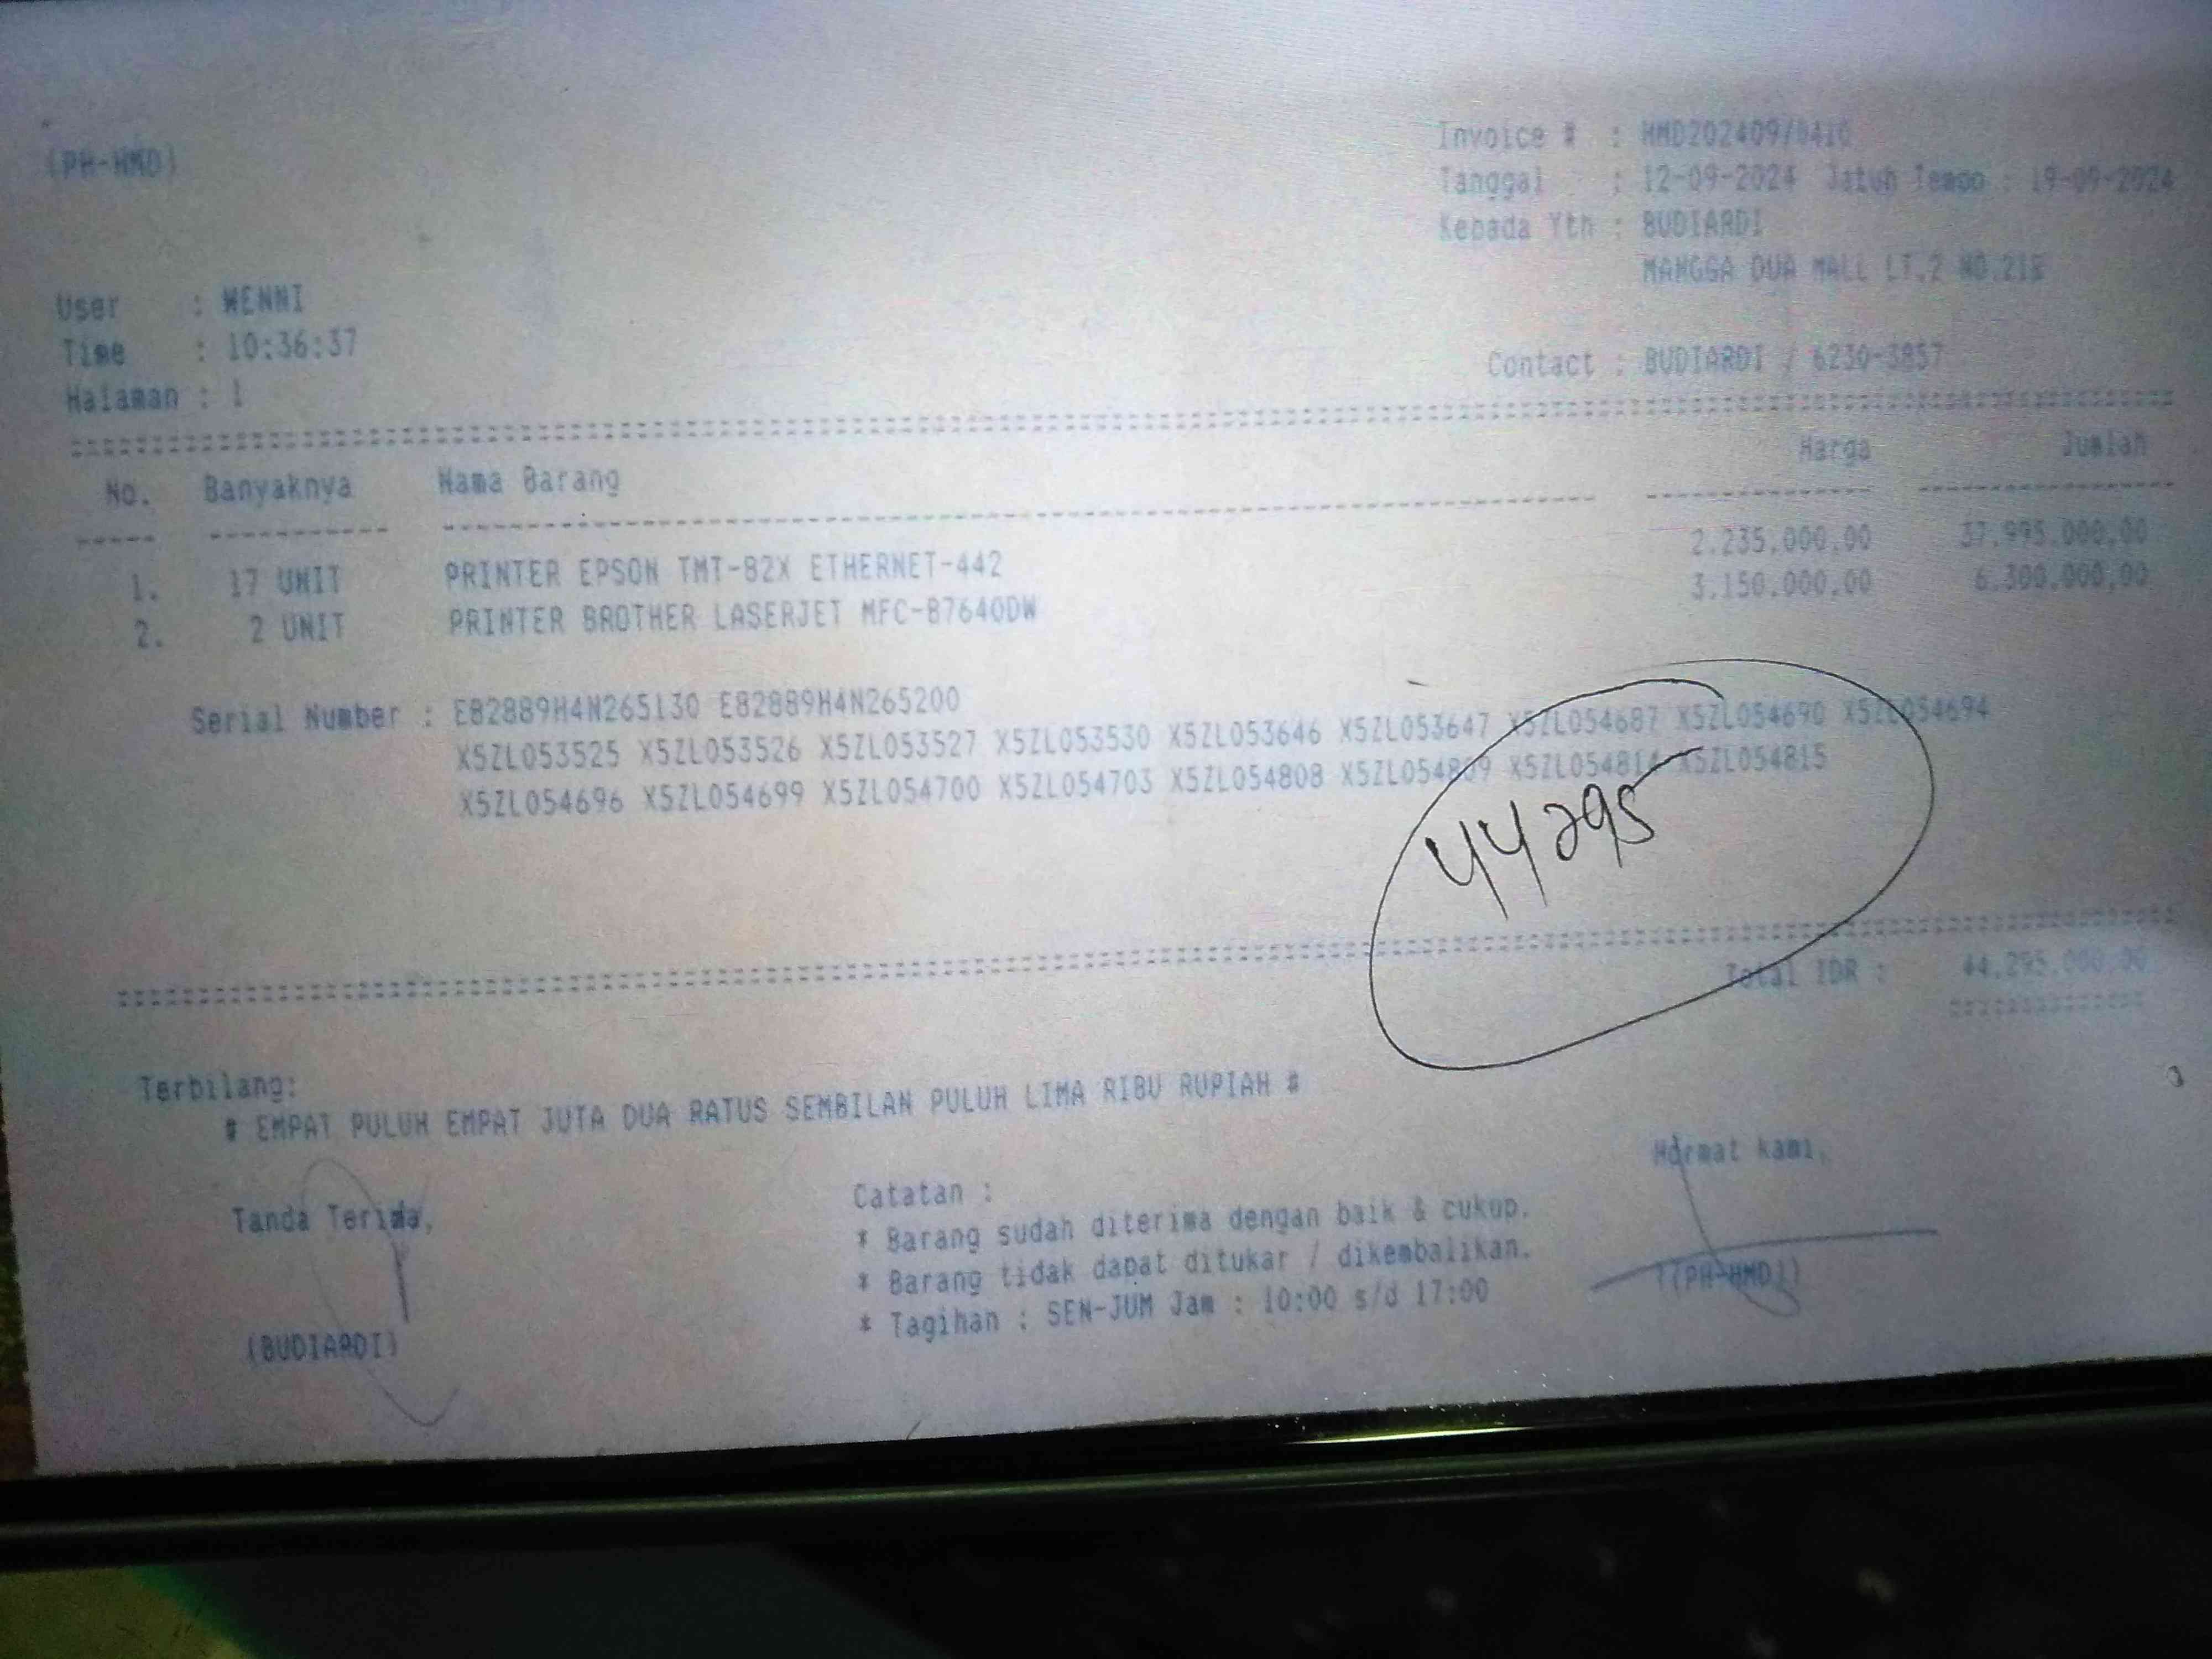 (PH-HMD)
Invoice # : HMD202409/0410
Tanggal : 12-09-2024 Jatuh Tempo : 19-09-2024
Kepada Yth : BUDIARDI
MANGGA DUA MALL LT.2 NO.21E
User : WENNI
Time : 10:36:37
Halaman : 1
Contact : BUDIARDI / 6230-3857
No. Banyaknya Nama Barang Harga Jumlah
1. 17 UNIT PRINTER EPSON TMT-82X ETHERNET-442 2.235.000,00 37.995.000,00
2. 2 UNIT PRINTER BROTHER LASERJET MFC-B7640DW 3.150.000,00 6.300.000,00
Serial Number : E82889H4N265130 E82889H4N265200
X5ZL053525 X5ZL053526 X5ZL053527 X5ZL053530 X5ZL053646 X5ZL053647 X5ZL054687 X5ZL054690 X5ZL054694
X5ZL054696 X5ZL054699 X5ZL054700 X5ZL054703 X5ZL054808 X5ZL054809 X5ZL054814 X5ZL054815
44295
Total IDR : 44.295.000,00
Terbilang:
# EMPAT PULUH EMPAT JUTA DUA RATUS SEMBILAN PULUH LIMA RIBU RUPIAH #
Tanda Terima,
Catatan :
* Barang sudah diterima dengan baik & cukup.
* Barang tidak dapat ditukar / dikembalikan.
* Tagihan : SEN-JUM Jam : 10:00 s/d 17:00
Hormat kami,
(BUDIARDI)
((PH-HMD))